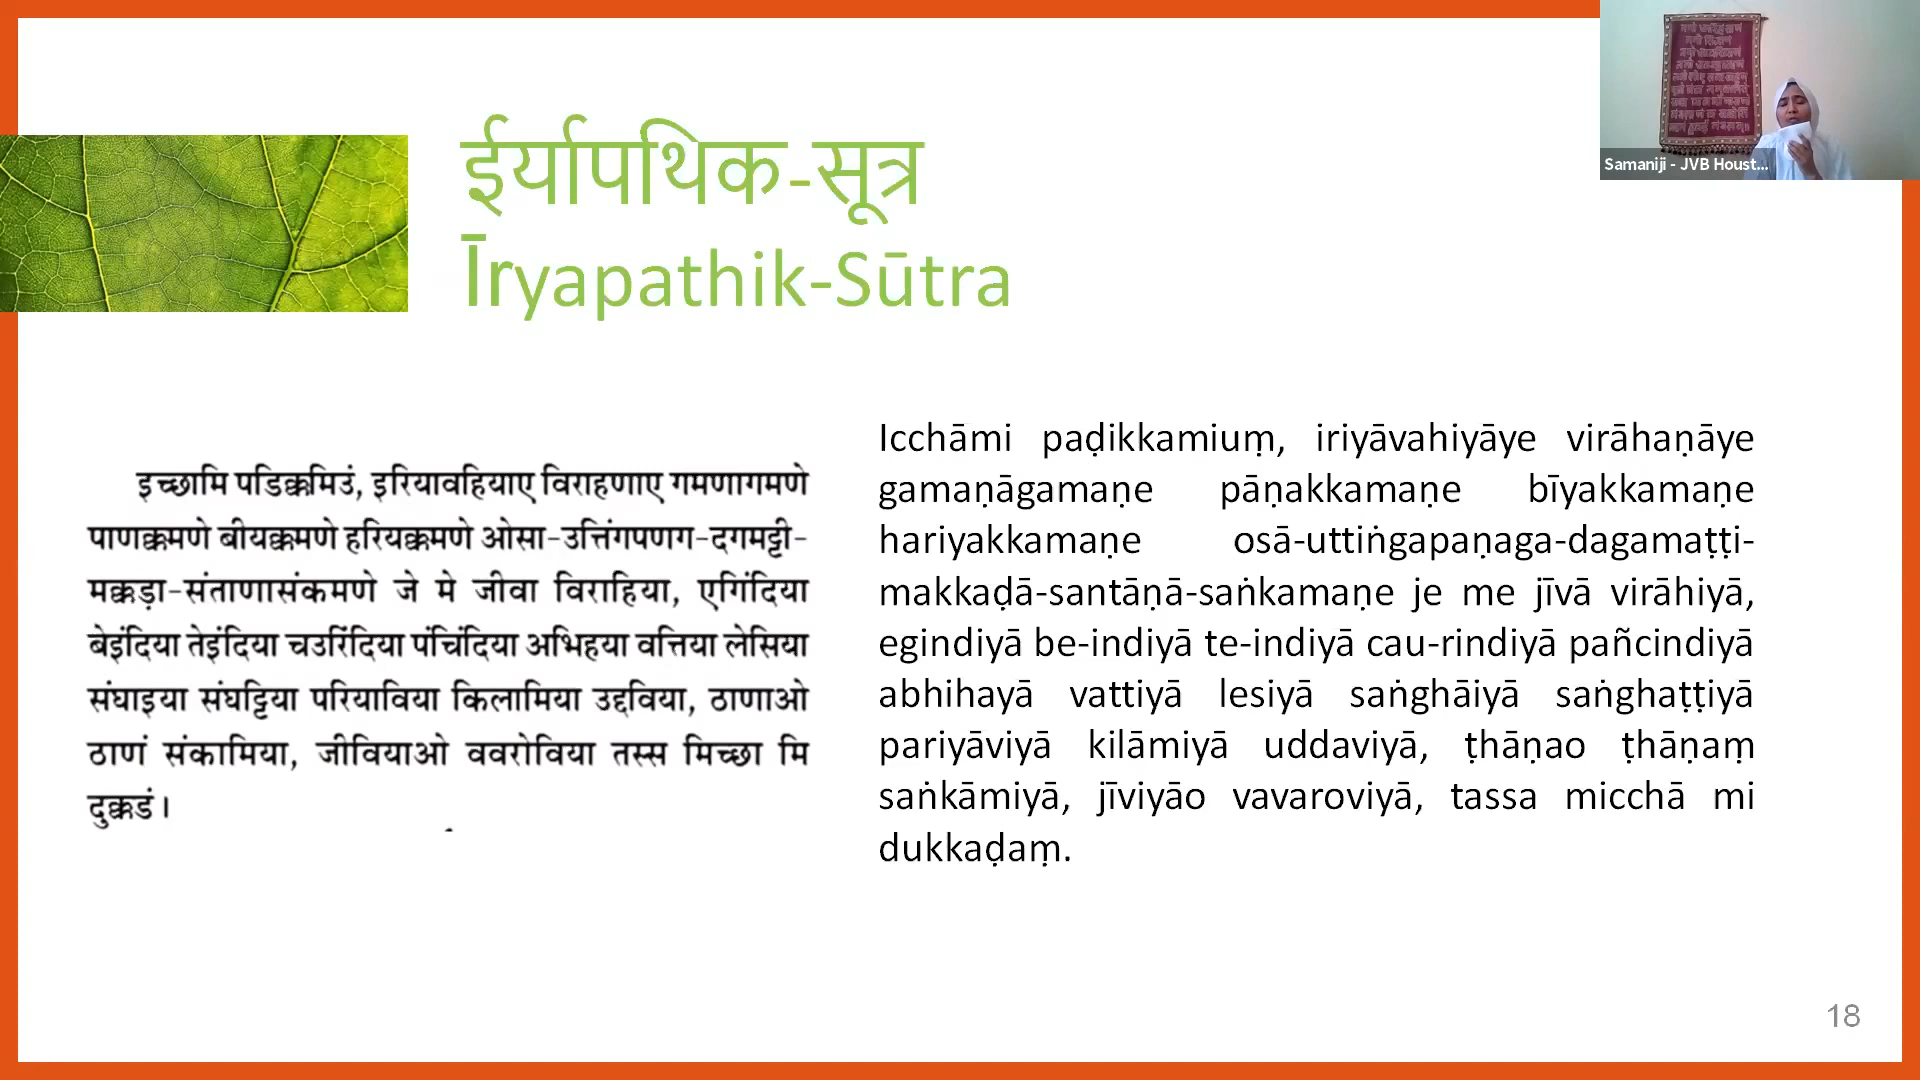 ईर्यापथिक-सूत्र
Īryapathik-Sūtra
इच्छामि पडिक्कमिउं, इरियावहियाए विराहणाए गमणागमणे
पाणक्कमणे बीयक्कमणे हरियक्कमणे ओसा-उत्तिंगपणग-दगमट्टी-
मक्कड़ा-संताणासंकमणे जे मे जीवा विराहिया, एगिंदिया
बेइंदिया तेइंदिया चउरिंदिया पंचिंदिया अभिहया वत्तिया लेसिया
संघाइया संघट्टिया परियाविया किलामिया उद्दविया, ठाणाओ
ठाणं संकामिया, जीवियाओ ववरोविया तस्स मिच्छा मि
दुक्कडं।
Icchāmi paḍikkamiuṃ, iriyāvahiyāye virāhaṇāye
gamaṇāgamaṇe pāṇakkamaṇe bīyakkamaṇe
hariyakkamaṇe osā-uttiṅgapaṇaga-dagamaṭṭi-
makkaḍā-santāṇā-saṅkamaṇe je me jīvā virāhiyā,
egindiyā be-indiyā te-indiyā cau-rindiyā pañcindiyā
abhihayā vattiyā lesiyā saṅghāiyā saṅghaṭṭiyā
pariyāviyā kilāmiyā uddaviyā, ṭhāṇao ṭhāṇaṃ
saṅkāmiyā, jīviyāo vavaroviyā, tassa micchā mi
dukkaḍaṃ.
Samaniji - JVB Houst...
18